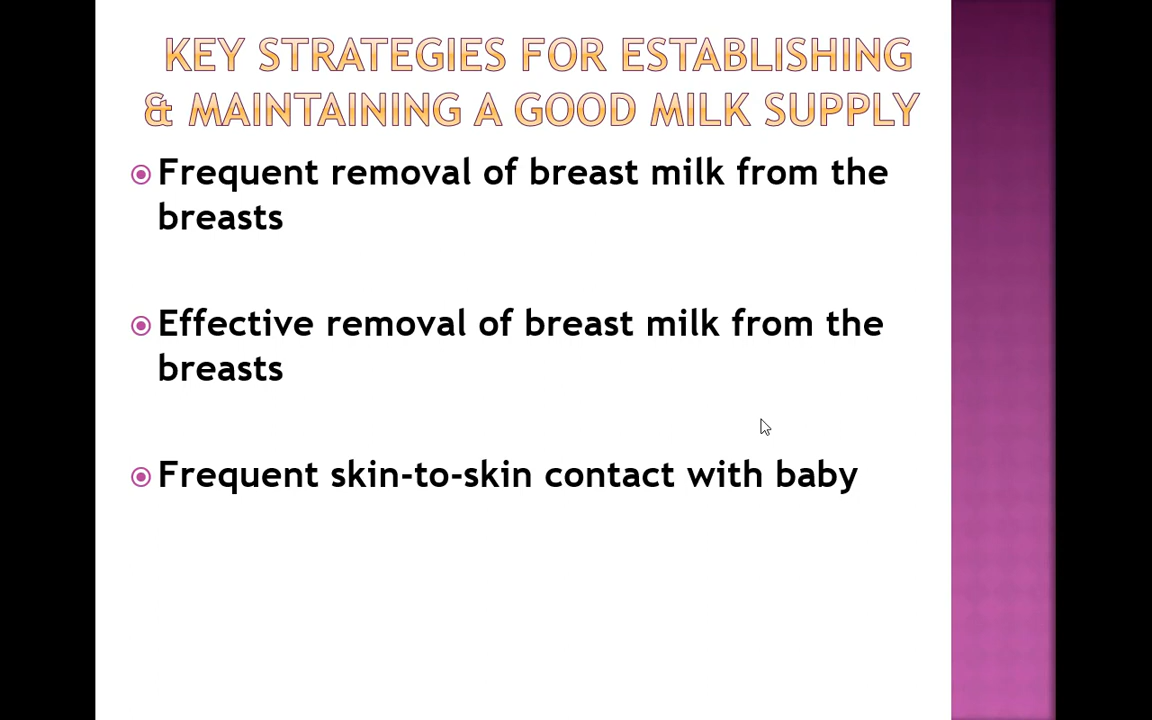 KEY STRATEGIES FOR ESTABLISHING
& MAINTAINING A GOOD MILK SUPPLY
Frequent removal of breast milk from the
breasts
Effective removal of breast milk from the
breasts
Frequent skin-to-skin contact with baby